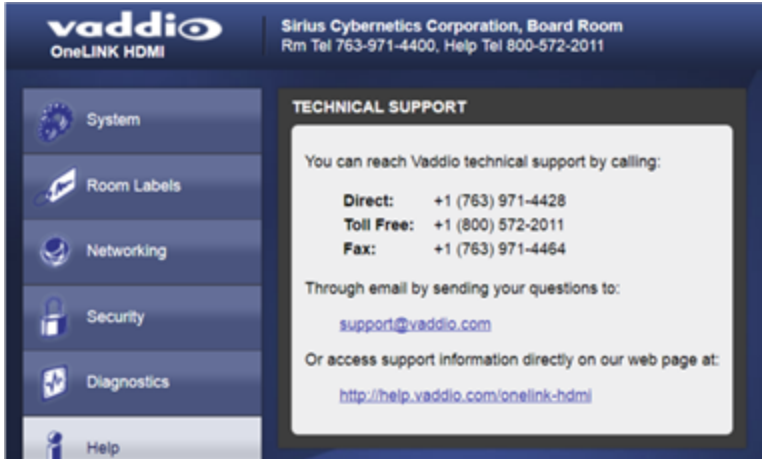 vaddio
OneLINK HDMI
Sirius Cybernetics Corporation, Board Room
Rm Tel 763-971-4400, Help Tel 800-572-2011
System
Room Labels
Networking
Security
Diagnostics
Help
TECHNICAL SUPPORT
You can reach Vaddio technical support by calling:
Direct: +1 (763) 971-4428
Toll Free: +1 (800) 572-2011
Fax: +1 (763) 971-4464
Through email by sending your questions to:
support@vaddio.com
Or access support information directly on our web page at:
http://help.vaddio.com/onelink-hdmi